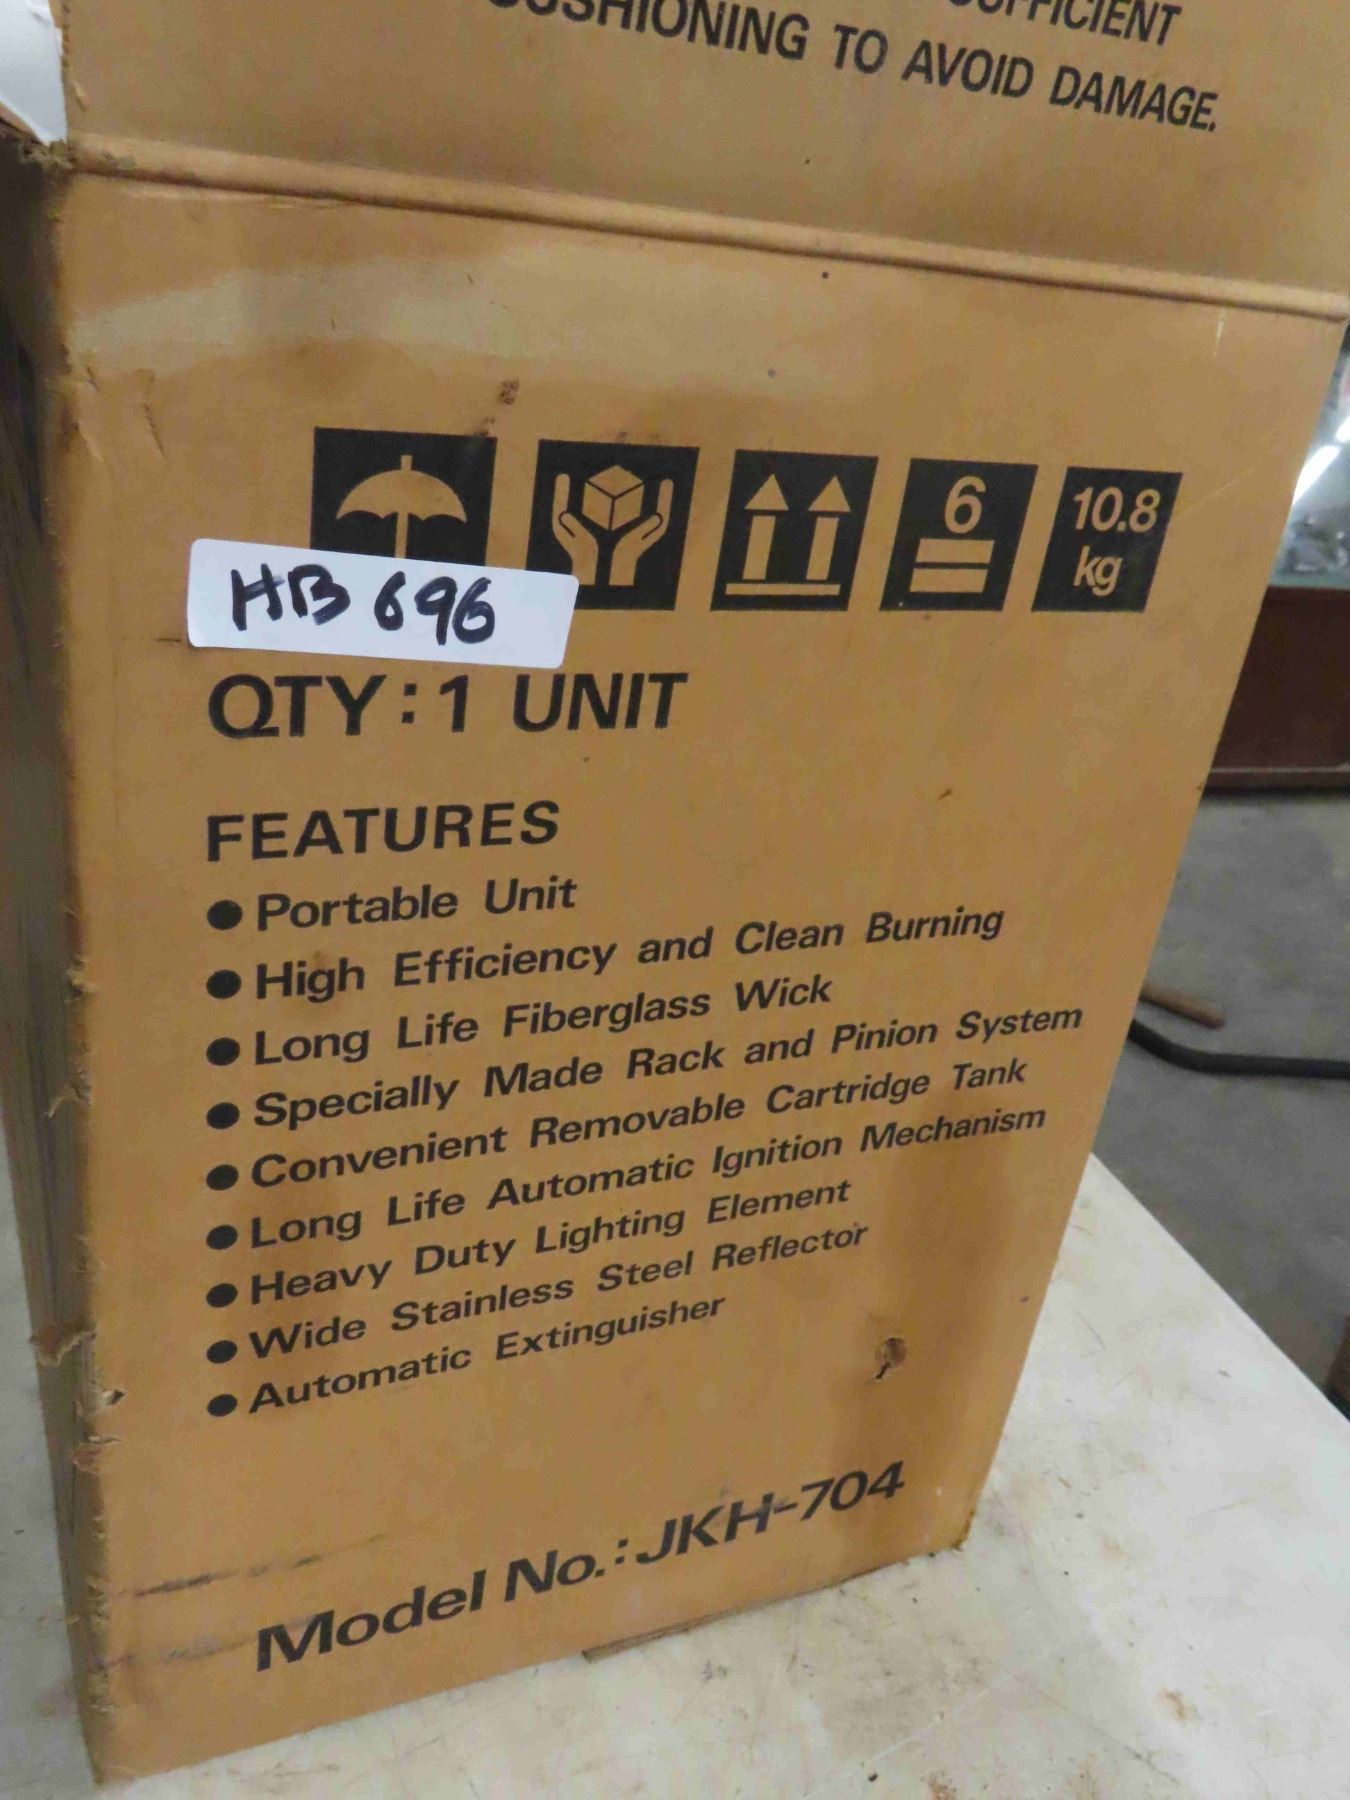 SUFFICIENT
CUSHIONING TO AVOID DAMAGE.
6
10.8
kg
HB 696
QTY : 1 UNIT
FEATURES
● Portable Unit
● High Efficiency and Clean Burning
● Long Life Fiberglass Wick
● Specially Made Rack and Pinion System
● Convenient Removable Cartridge Tank
● Long Life Automatic Ignition Mechanism
● Heavy Duty Lighting Element
● Wide Stainless Steel Reflector
● Automatic Extinguisher
Model No.: JKH-704